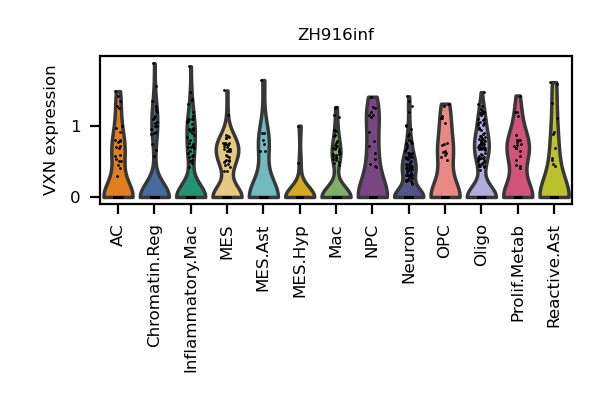 ZH916inf
VXN expression
1
0
AC
Chromatin.Reg
Inflammatory.Mac
MES
MES.Ast
MES.Hyp
Mac
NPC
Neuron
OPC
Oligo
Prolif.Metab
Reactive.Ast